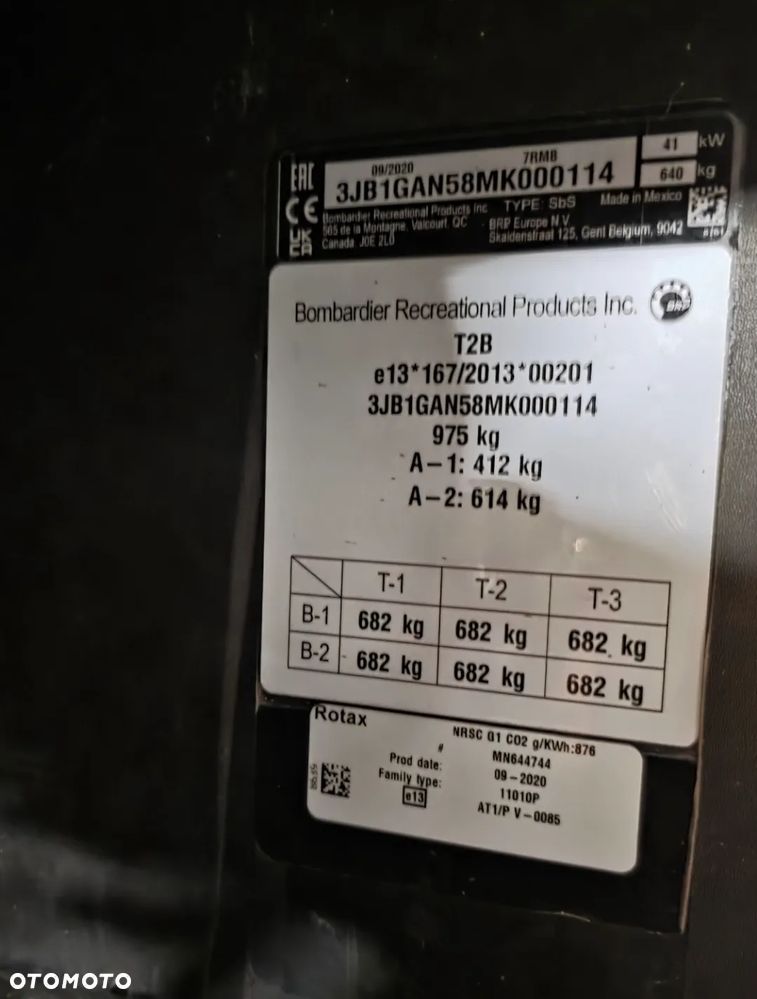 09/2020 7RMB 41 kW
3JB1GAN58MK000114 640 kg
EAC
CE
UKCA
Bombardier Recreational Products Inc TYPE: SbS Made in Mexico
565 de la Montagne, Valcourt, QC BRP Europe N.V.
Canada J0E 2L0 Skaldenstraat 125, Gent Belgium, 9042
Bombardier Recreational Products Inc. BRP
T2B
e13*167/2013*00201
3JB1GAN58MK000114
975 kg
A-1: 412 kg
A-2: 614 kg
T-1 T-2 T-3
B-1 682 kg 682 kg 682 kg
B-2 682 kg 682 kg 682 kg
Rotax
NRSC G1 CO2 g/KWh:876
# MN644744
Prod date: 09-2020
Family type: 11010P
e13 AT1/P V-0085
OTOMOTO